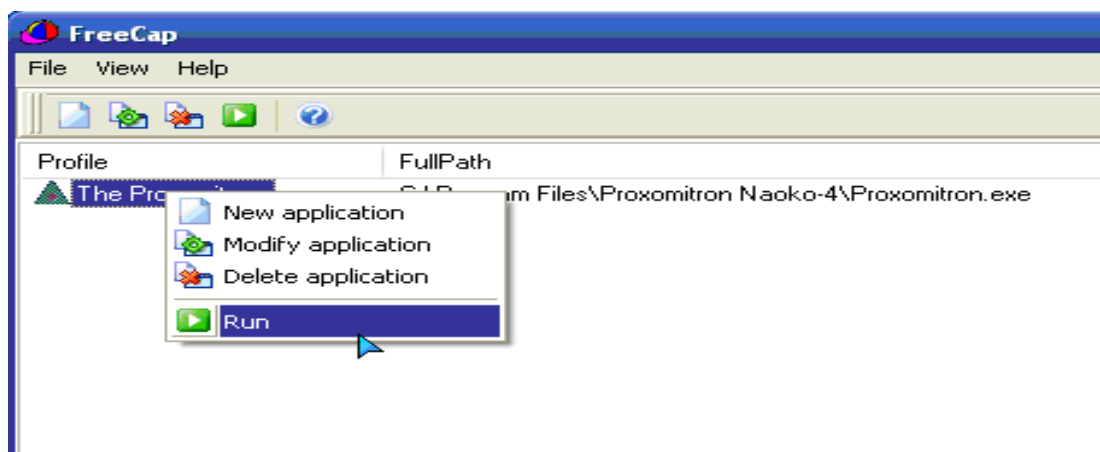 FreeCap
File View Help
Profile FullPath
The Files\Proxomitron Naoko-4\Proxomitron.exe
New application
Modify application
Delete application
Run